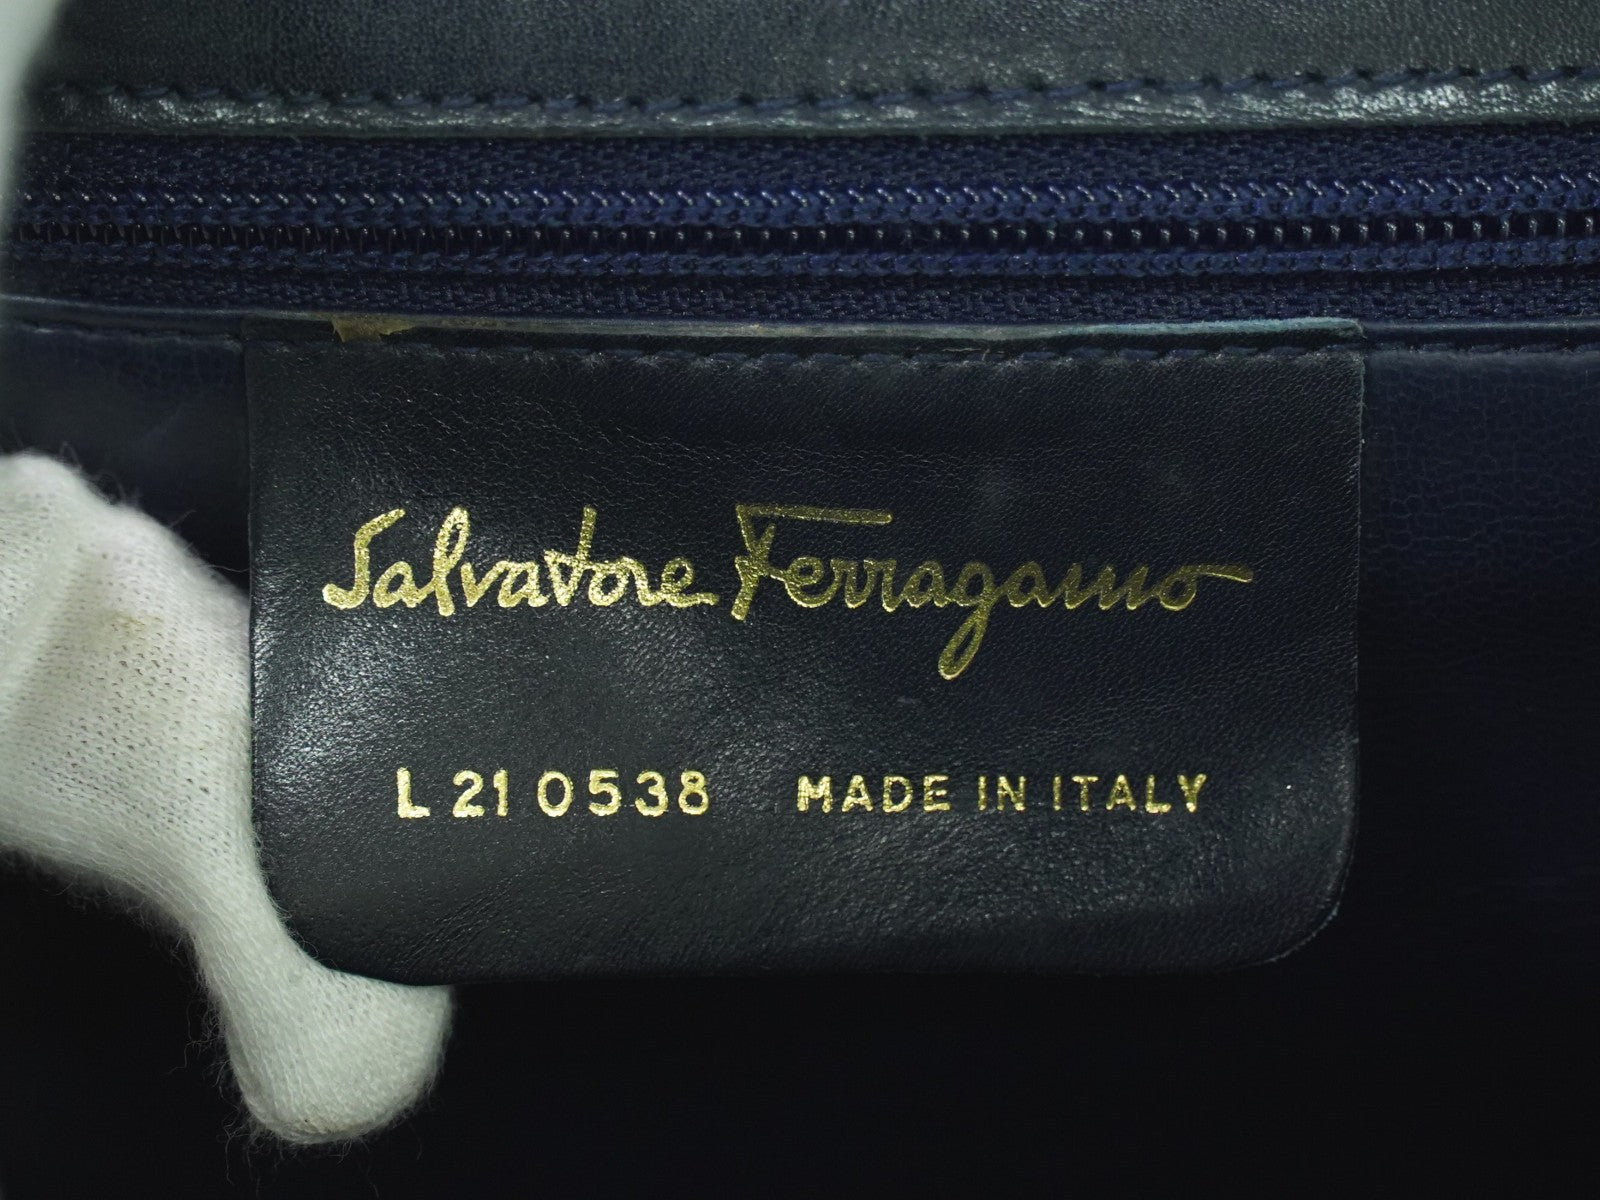 Salvatore Ferragamo
L 21 0538 MADE IN ITALY